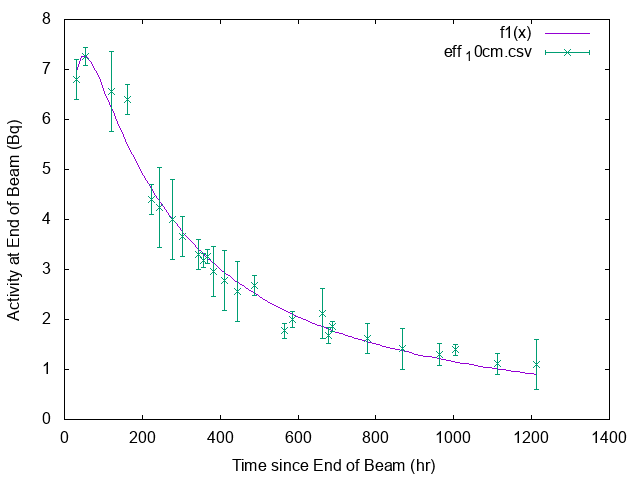 8
7
6
5
4
3
2
1
0
0 200 400 600 800 1000 1200 1400
Activity at End of Beam (Bq)
Time since End of Beam (hr)
f1(x)
eff10cm.csv